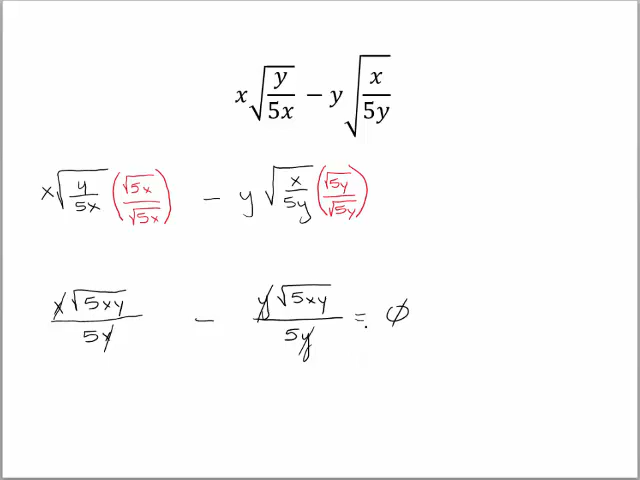 x√(y/5x) − y√(x/5y)
x√(y/5x) (√5x/√5x) − y√(x/5y) (√5y/√5y)
x√5xy/5x − y√5xy/5y = ∅